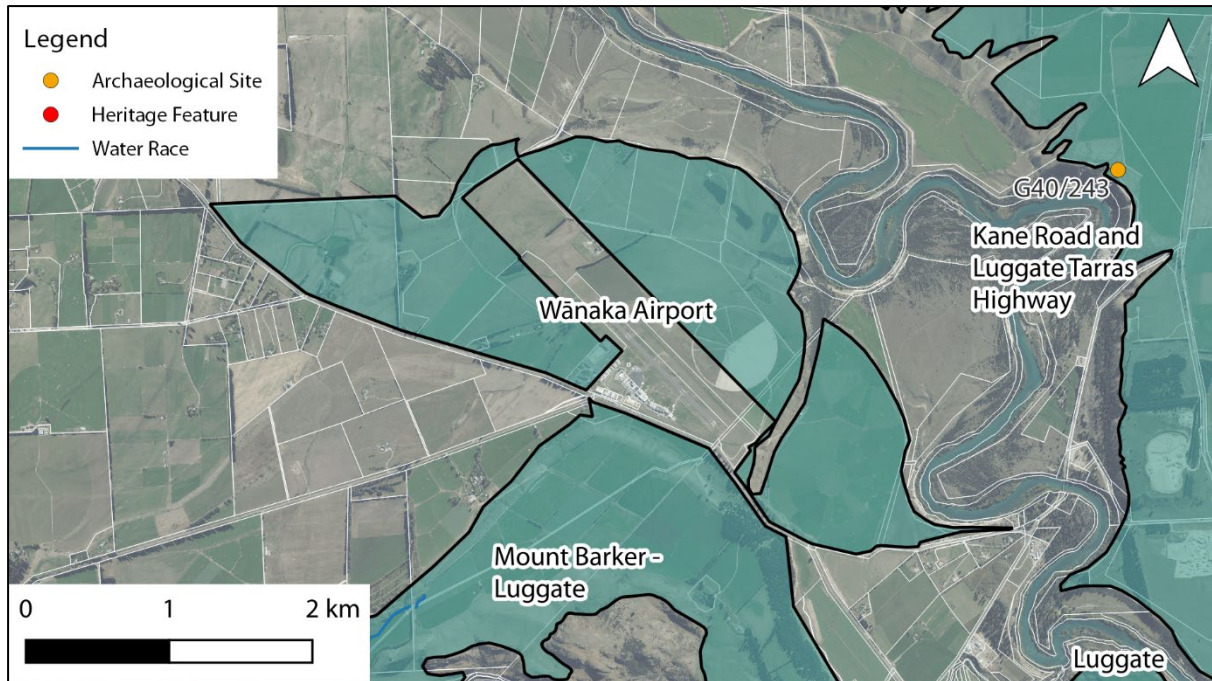 Legend
Archaeological Site
Heritage Feature
Water Race
G40/243
Kane Road and
Luggate Tarras
Highway
Wānaka Airport
Mount Barker -
Luggate
Luggate
0 1 2 km